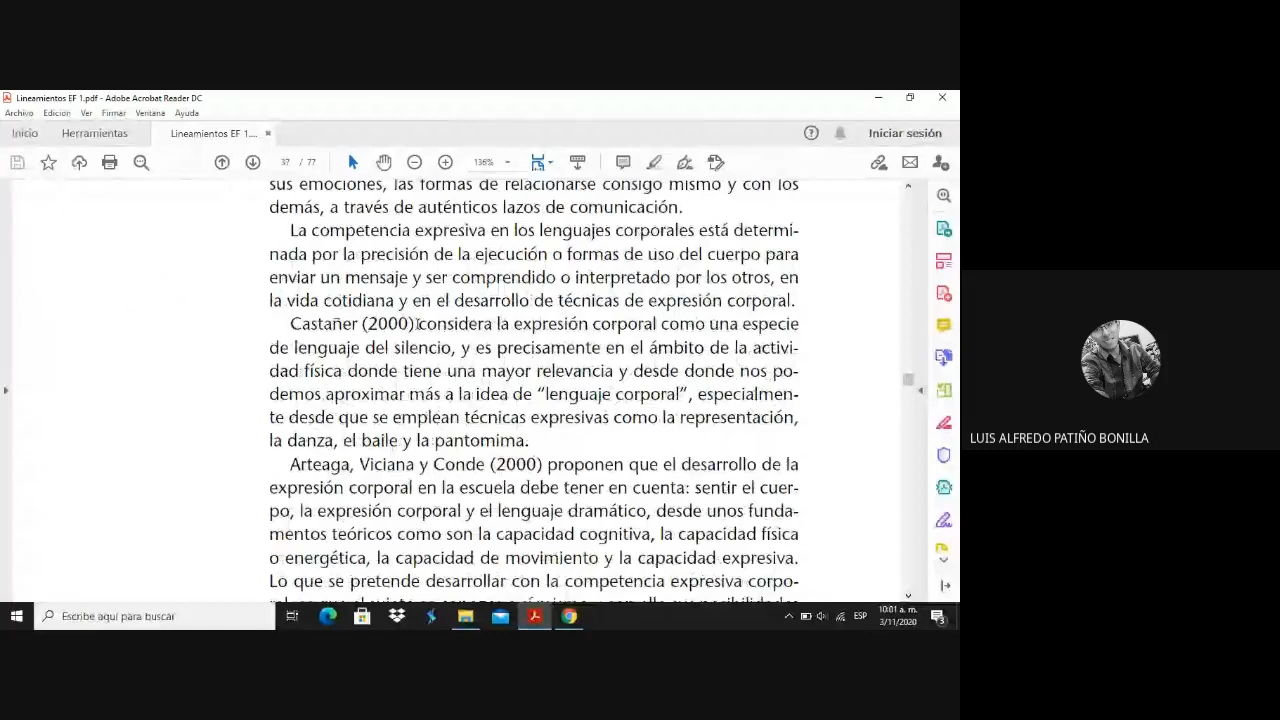 Lineamientos EF 1.pdf - Adobe Acrobat Reader DC
Archivo Edición Ver Firmar Ventana Ayuda
Inicio Herramientas Lineamientos EF 1.... × Iniciar sesión
37 / 77 136%
sus emociones, las formas de relacionarse consigo mismo y con los
demás, a través de auténticos lazos de comunicación.
La competencia expresiva en los lenguajes corporales está determi-
nada por la precisión de la ejecución o formas de uso del cuerpo para
enviar un mensaje y ser comprendido o interpretado por los otros, en
la vida cotidiana y en el desarrollo de técnicas de expresión corporal.
Castañer (2000) considera la expresión corporal como una especie
de lenguaje del silencio, y es precisamente en el ámbito de la activi-
dad física donde tiene una mayor relevancia y desde donde nos po-
demos aproximar más a la idea de “lenguaje corporal”, especialmen-
te desde que se emplean técnicas expresivas como la representación,
la danza, el baile y la pantomima.
Arteaga, Viciana y Conde (2000) proponen que el desarrollo de la
expresión corporal en la escuela debe tener en cuenta: sentir el cuer-
po, la expresión corporal y el lenguaje dramático, desde unos funda-
mentos teóricos como son la capacidad cognitiva, la capacidad física
o energética, la capacidad de movimiento y la capacidad expresiva.
Lo que se pretende desarrollar con la competencia expresiva corpo-
LUIS ALFREDO PATIÑO BONILLA
Escribe aquí para buscar
ESP
10:01 a. m.
3/11/2020
3